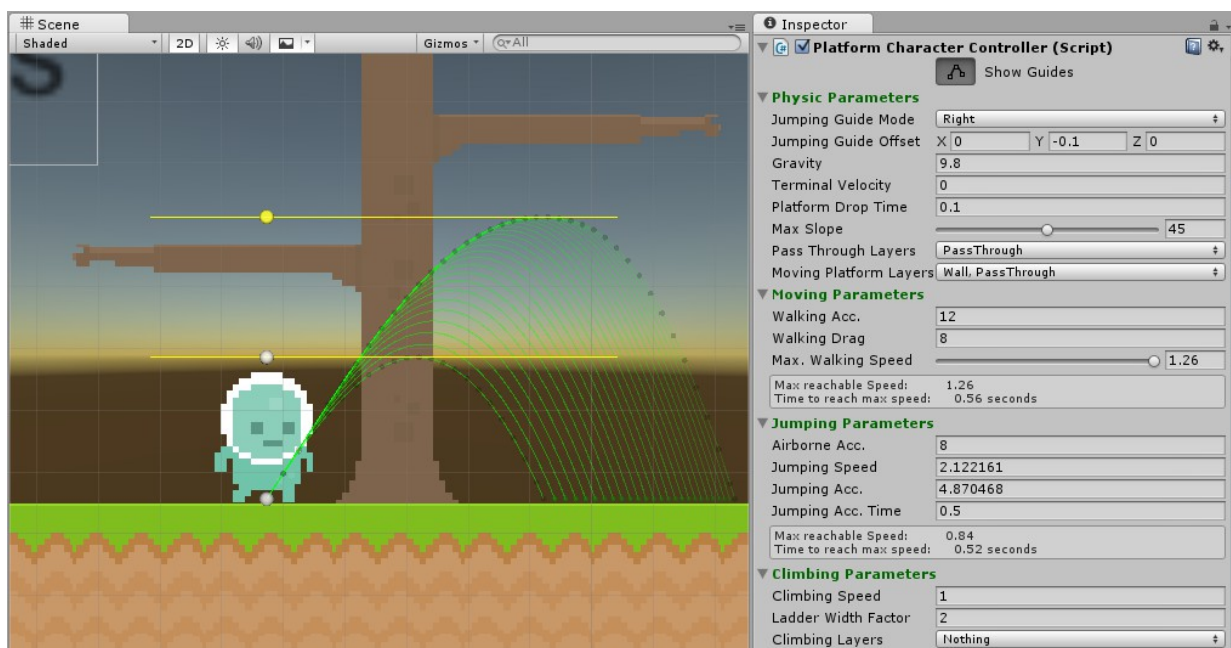 Scene
Shaded 2D Gizmos All
S
Inspector
Platform Character Controller (Script)
Show Guides
Physic Parameters
Jumping Guide Mode Right
Jumping Guide Offset X 0 Y -0.1 Z 0
Gravity 9.8
Terminal Velocity 0
Platform Drop Time 0.1
Max Slope 45
Pass Through Layers PassThrough
Moving Platform Layers Wall, PassThrough
Moving Parameters
Walking Acc. 12
Walking Drag 8
Max. Walking Speed 1.26
Max reachable Speed: 1.26
Time to reach max speed: 0.56 seconds
Jumping Parameters
Airborne Acc. 8
Jumping Speed 2.122161
Jumping Acc. 4.870468
Jumping Acc. Time 0.5
Max reachable Speed: 0.84
Time to reach max speed: 0.52 seconds
Climbing Parameters
Climbing Speed 1
Ladder Width Factor 2
Climbing Layers Nothing